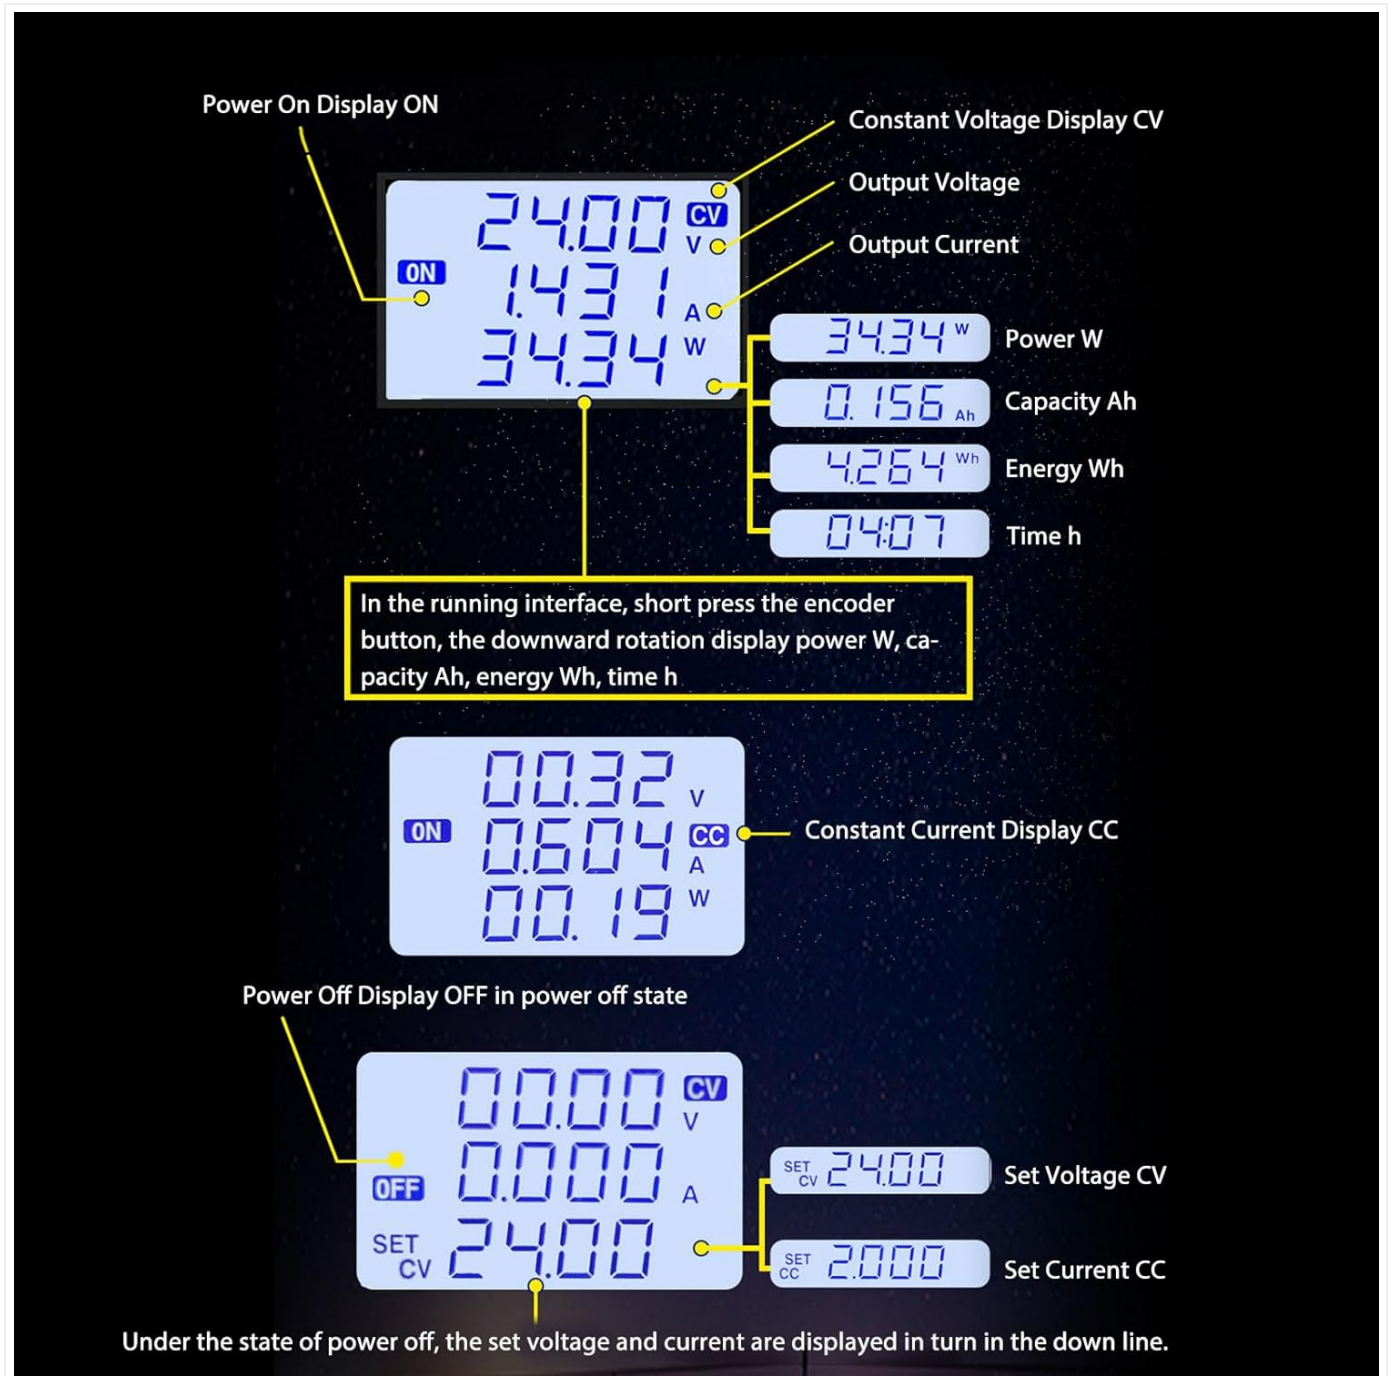 Power On Display ON
Constant Voltage Display CV
Output Voltage
Output Current
24.00 CV V
ON 1.431 A
34.34 W
34.34 W Power W
0.156 Ah Capacity Ah
4.264 Wh Energy Wh
04:07 Time h
In the running interface, short press the encoder
button, the downward rotation display power W, ca-
pacity Ah, energy Wh, time h
00.32 V
ON 0.604 CC A
00.19 W
Constant Current Display CC
Power Off Display OFF in power off state
00.00 CV V
OFF 0.000 A
SET CV 24.00
SET CV 24.00 Set Voltage CV
SET CC 2.000 Set Current CC
Under the state of power off, the set voltage and current are displayed in turn in the down line.